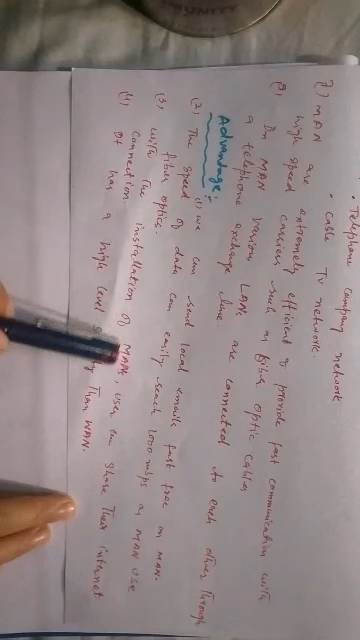 • Telephone company network
• Cable TV network.
7) MAN are extremely efficient & provide fast communication with
high speed carriers such as fibre optic cables
(8) In MAN various LAN are connected to each other through
a telephone exchange line
Advantage:-
(1) we can send local emails fast free on MAN.
(2) The speed of data can easily reach 1000 mbps as MAN use
fibre optics.
(3) with the installation of MAN, user can share their internet
connection
(4) It has a high level than WAN.
UNITY